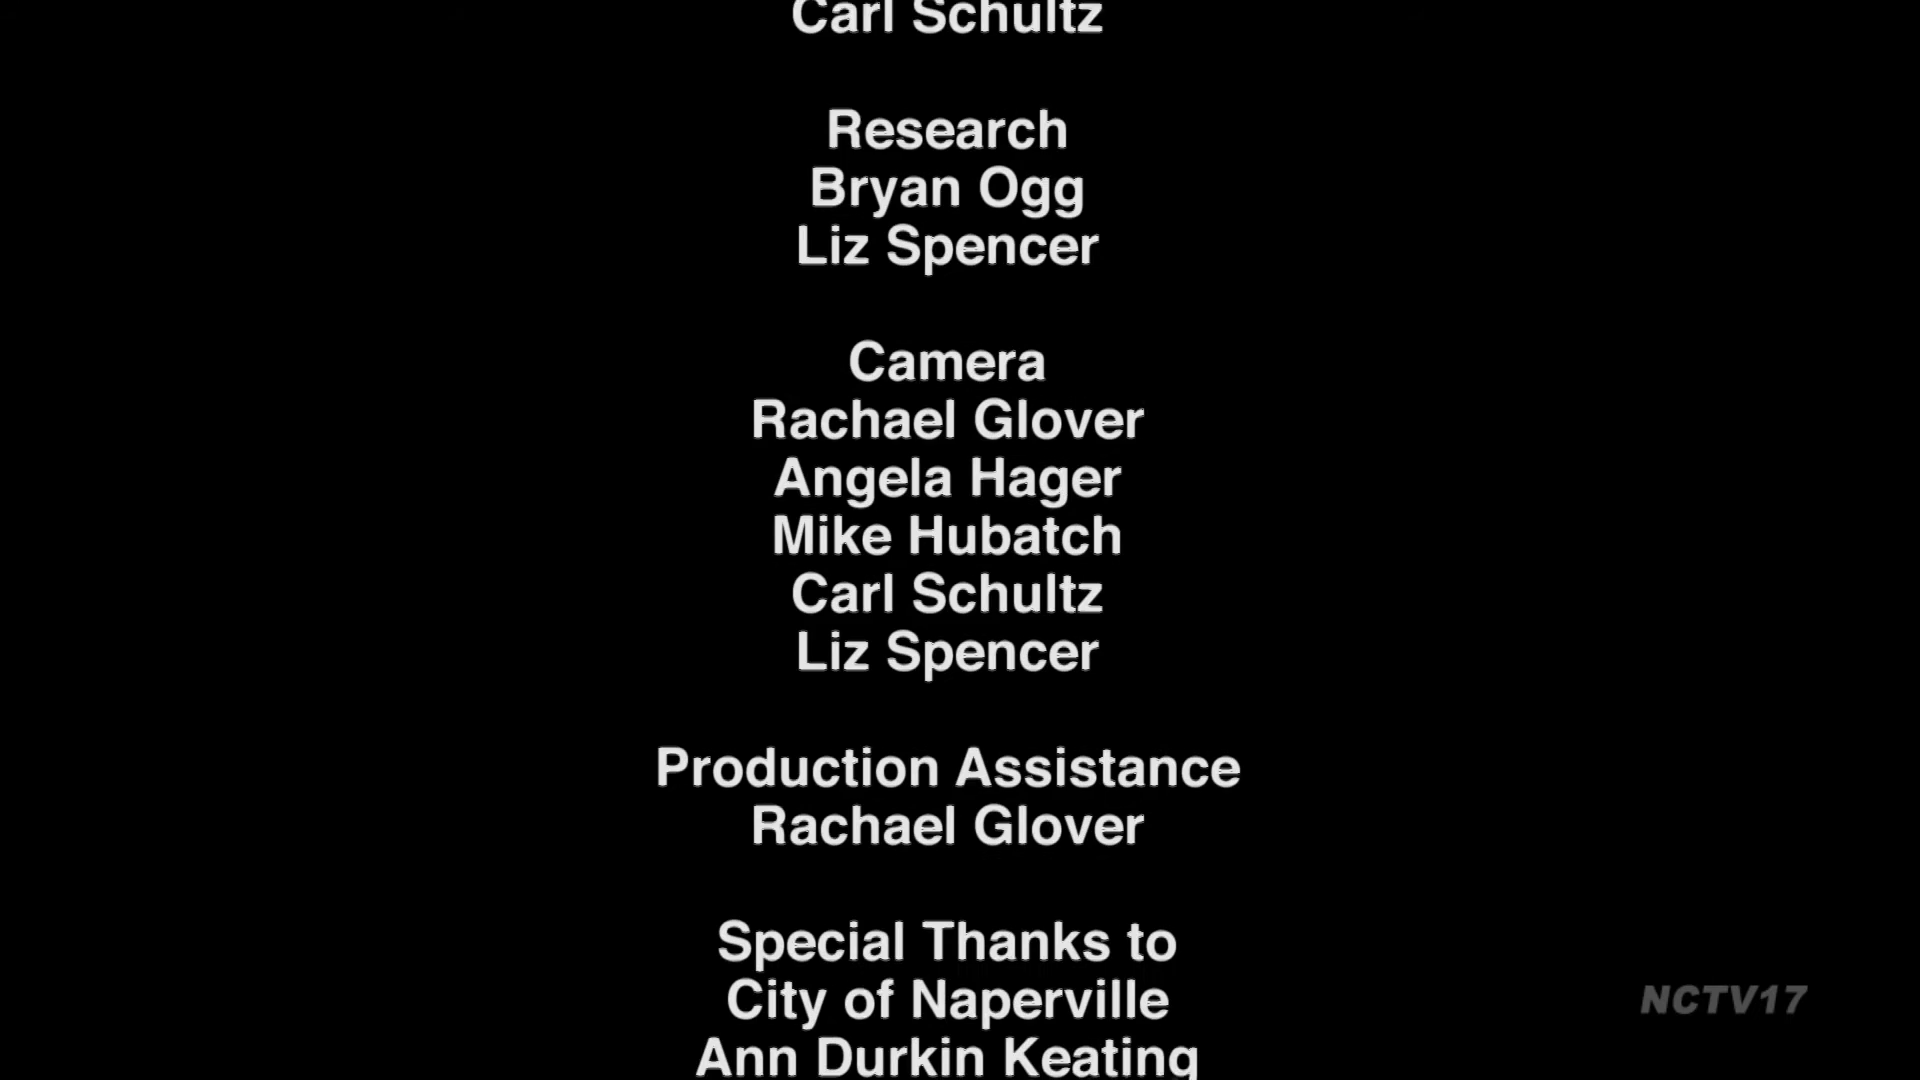 Carl Schultz
Research
Bryan Ogg
Liz Spencer
Camera
Rachael Glover
Angela Hager
Mike Hubatch
Carl Schultz
Liz Spencer
Production Assistance
Rachael Glover
Special Thanks to
City of Naperville
Ann Durkin Keating
NCTV17